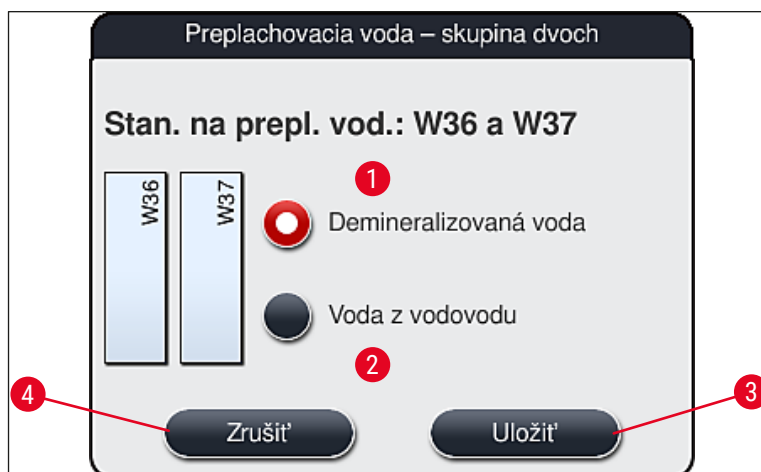 Preplachovacia voda – skupina dvoch
Stan. na prepl. vod.: W36 a W37
W36
W37
1
Demineralizovaná voda
Voda z vodovodu
2
4
3
Zrušiť
Uložiť